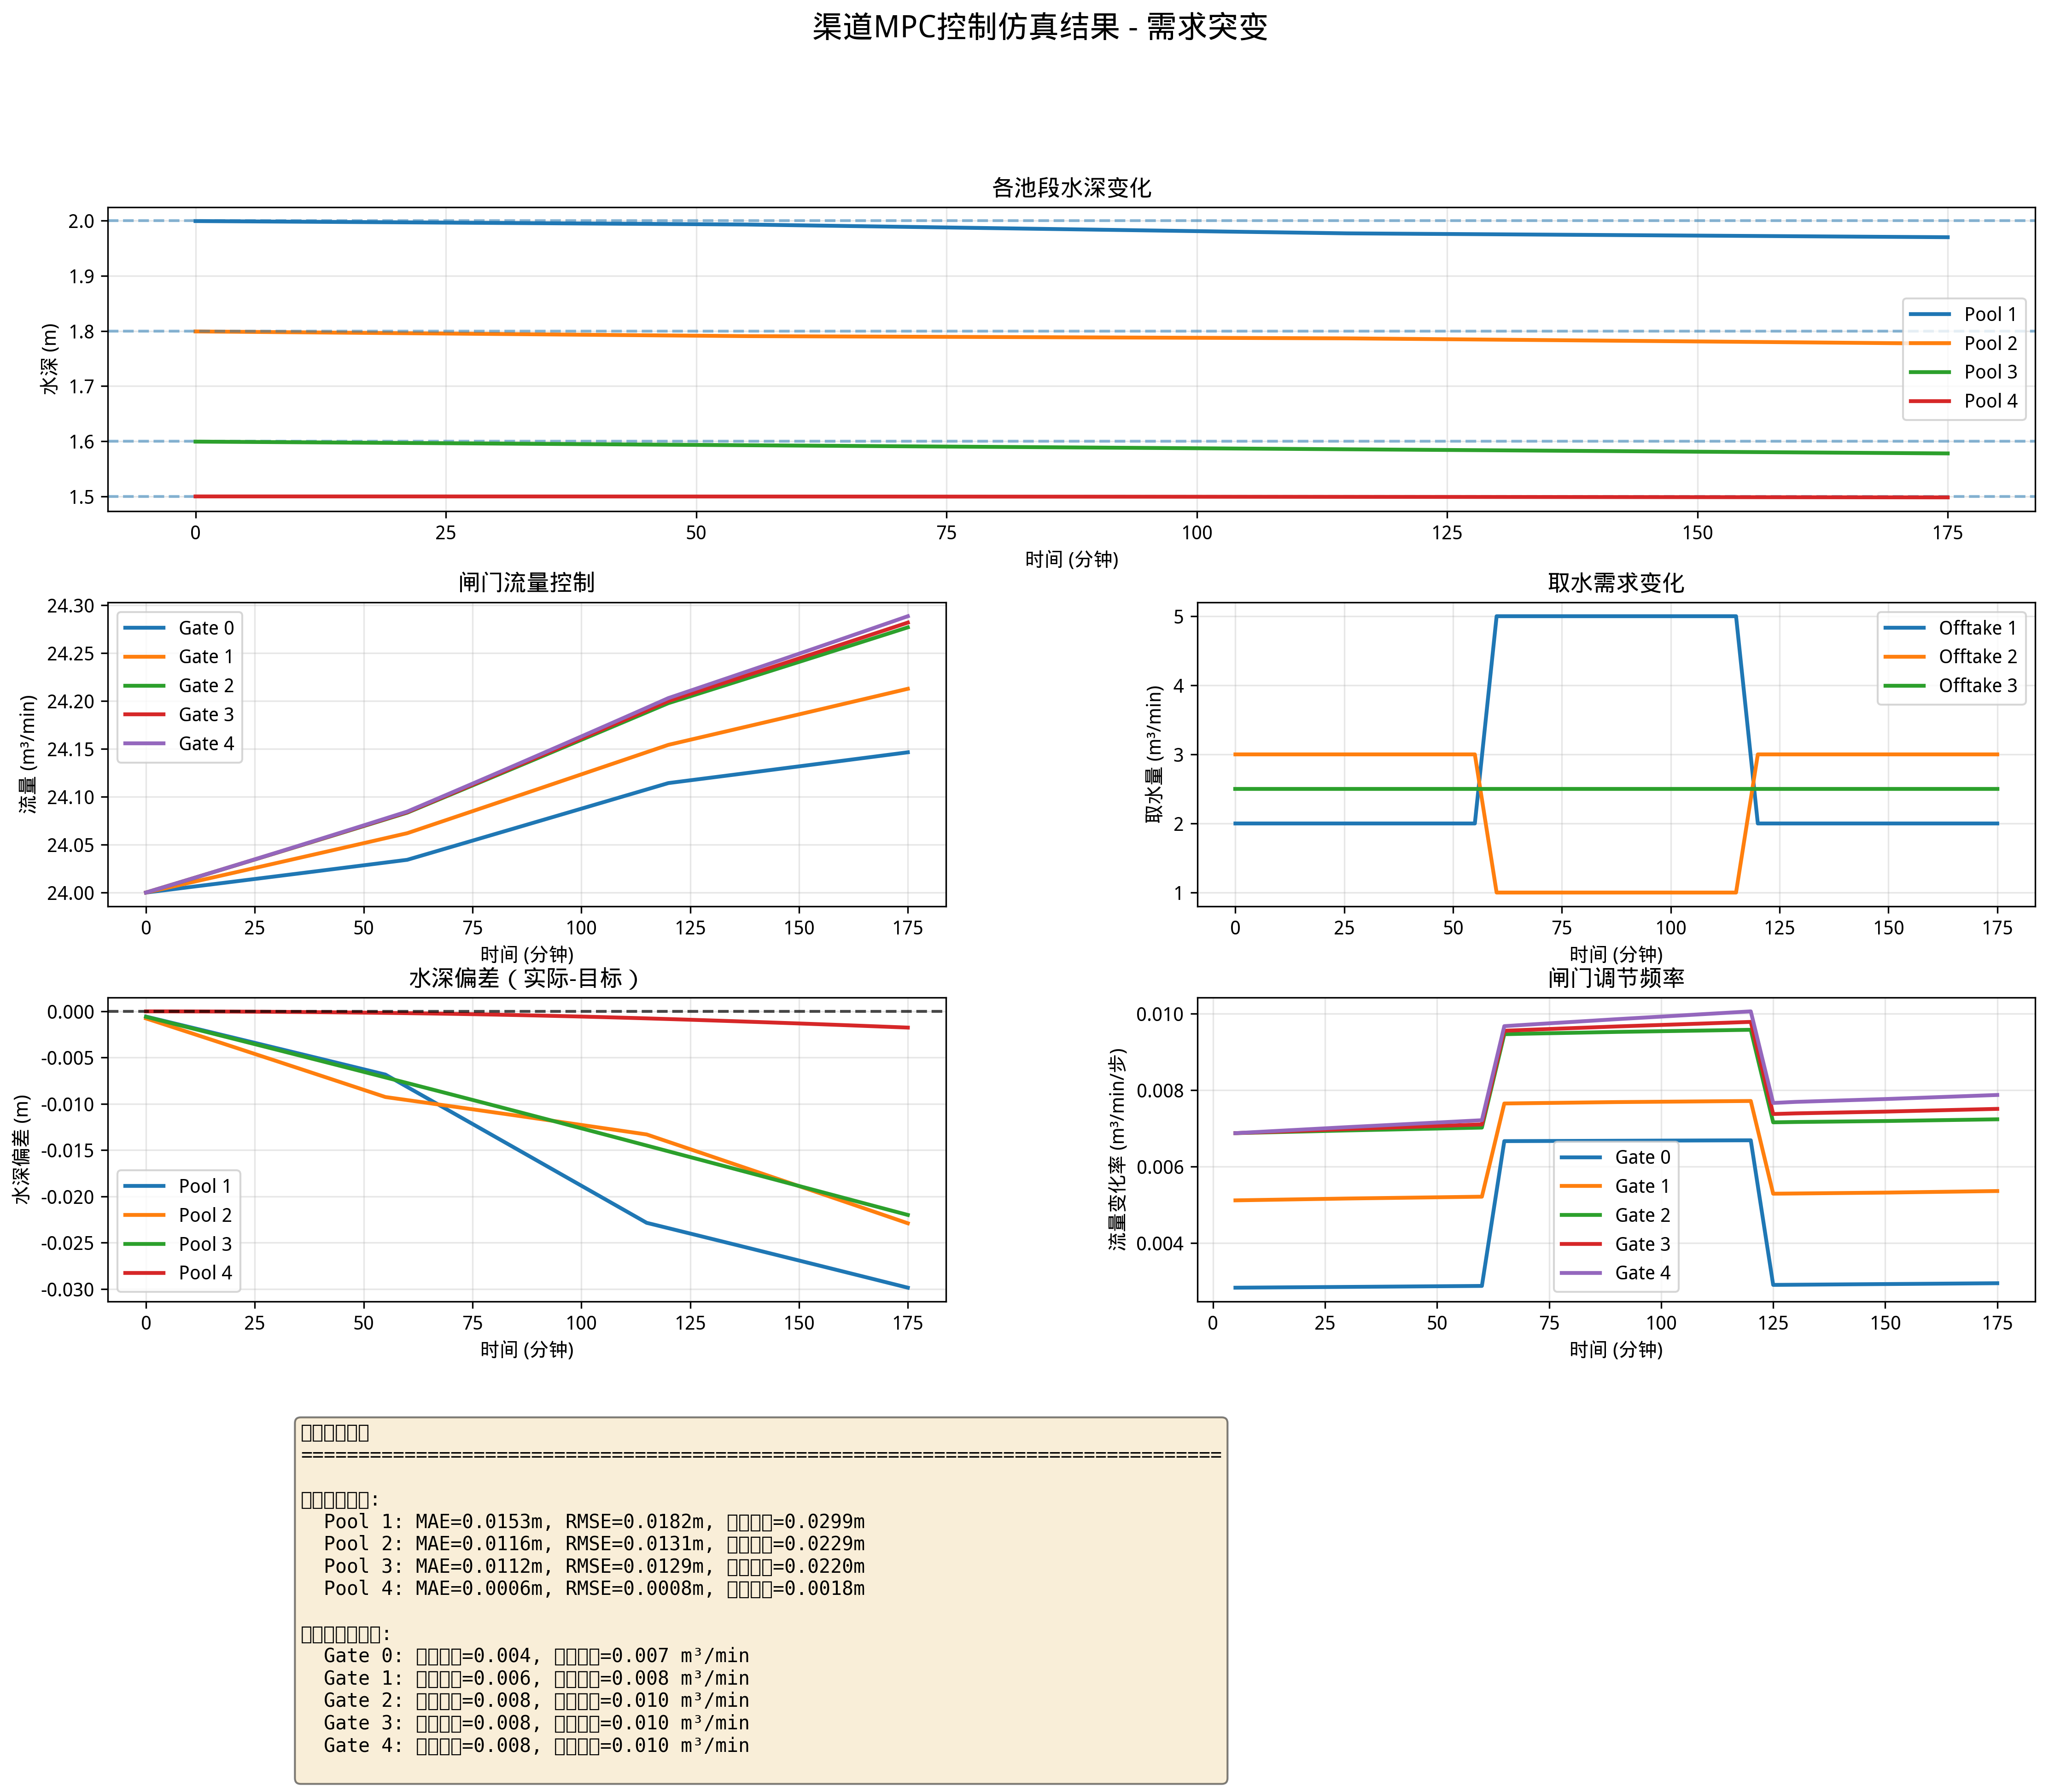 渠道MPC控制仿真结果 - 需求突变
各池段水深变化
水深 (m)
2.0
1.9
1.8
1.7
1.6
1.5
Pool 1
Pool 2
Pool 3
Pool 4
0 25 50 75 100 125 150 175
时间 (分钟)
闸门流量控制
流量 (m³/min)
24.30
24.25
24.20
24.15
24.10
24.05
24.00
Gate 0
Gate 1
Gate 2
Gate 3
Gate 4
0 25 50 75 100 125 150 175
时间 (分钟)
取水需求变化
取水量 (m³/min)
5
4
3
2
1
Offtake 1
Offtake 2
Offtake 3
0 25 50 75 100 125 150 175
时间 (分钟)
水深偏差（实际-目标）
水深偏差 (m)
0.000
-0.005
-0.010
-0.015
-0.020
-0.025
-0.030
Pool 1
Pool 2
Pool 3
Pool 4
0 25 50 75 100 125 150 175
时间 (分钟)
闸门调节频率
流量变化率 (m³/min/步)
0.010
0.008
0.006
0.004
Gate 0
Gate 1
Gate 2
Gate 3
Gate 4
0 25 50 75 100 125 150 175
时间 (分钟)
================================================================================
Pool 1: MAE=0.0153m, RMSE=0.0182m, =0.0299m
Pool 2: MAE=0.0116m, RMSE=0.0131m, =0.0229m
Pool 3: MAE=0.0112m, RMSE=0.0129m, =0.0220m
Pool 4: MAE=0.0006m, RMSE=0.0008m, =0.0018m
Gate 0: =0.004, =0.007 m³/min
Gate 1: =0.006, =0.008 m³/min
Gate 2: =0.008, =0.010 m³/min
Gate 3: =0.008, =0.010 m³/min
Gate 4: =0.008, =0.010 m³/min